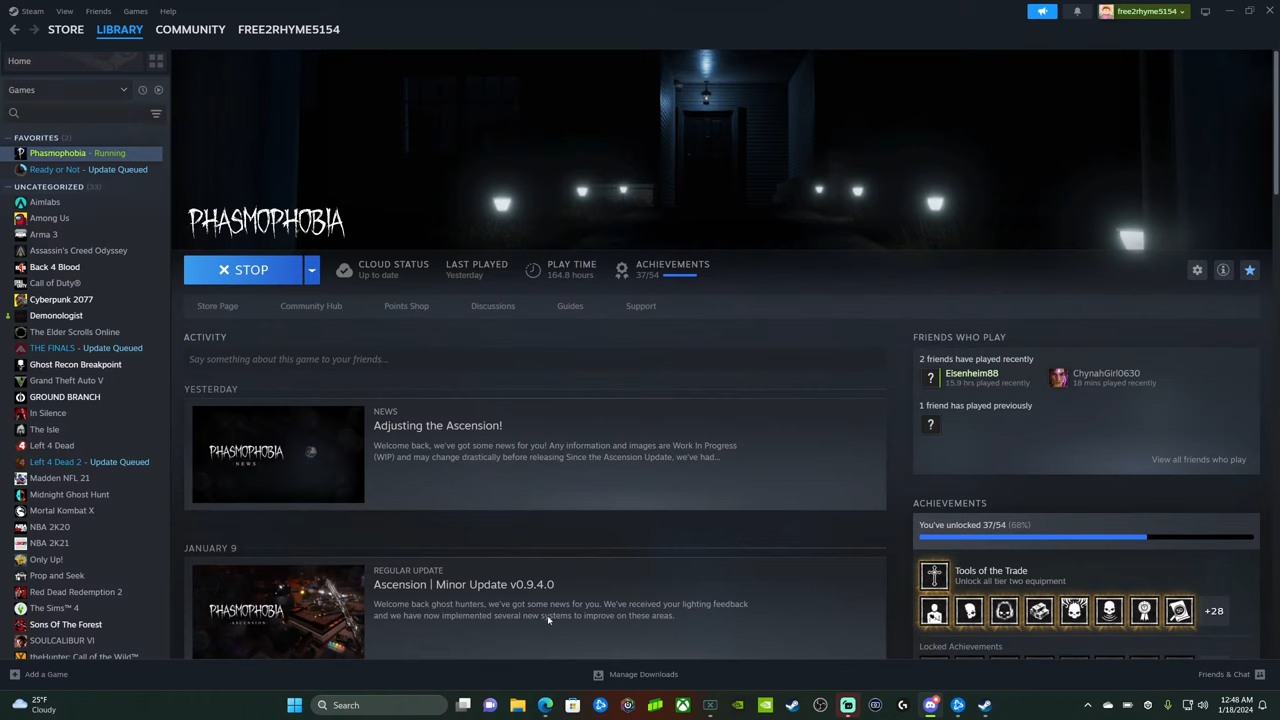 Steam View Friends Games Help
free2rhyme5154
STORE LIBRARY COMMUNITY FREE2RHYME5154
Home
Games
FAVORITES (2)
Phasmophobia - Running
Ready or Not - Update Queued
UNCATEGORIZED (33)
Aimlabs
Among Us
Arma 3
Assassin's Creed Odyssey
Back 4 Blood
Call of Duty®
Cyberpunk 2077
Demonologist
The Elder Scrolls Online
THE FINALS - Update Queued
Ghost Recon Breakpoint
Grand Theft Auto V
GROUND BRANCH
In Silence
The Isle
Left 4 Dead
Left 4 Dead 2 - Update Queued
Madden NFL 21
Midnight Ghost Hunt
Mortal Kombat X
NBA 2K20
NBA 2K21
Only Up!
Prop and Seek
Red Dead Redemption 2
The Sims™ 4
Sons Of The Forest
SOULCALIBUR VI
theHunter: Call of the Wild™
PHASMOPHOBIA
STOP
CLOUD STATUS
Up to date
LAST PLAYED
Yesterday
PLAY TIME
164.8 hours
ACHIEVEMENTS
37/54
Store Page Community Hub Points Shop Discussions Guides Support
ACTIVITY
Say something about this game to your friends...
YESTERDAY
PHASMOPHOBIA
NEWS
NEWS
Adjusting the Ascension!
Welcome back, we've got some news for you! Any information and images are Work In Progress
(WIP) and may change drastically before releasing Since the Ascension Update, we've had...
JANUARY 9
PHASMOPHOBIA
ASCENSION
REGULAR UPDATE
Ascension | Minor Update v0.9.4.0
Welcome back ghost hunters, we've got some news for you. We've received your lighting feedback
and we have now implemented several new systems to improve on these areas.
FRIENDS WHO PLAY
2 friends have played recently
Eisenheim88
15.9 hrs played recently
ChynahGirl0630
18 mins played recently
1 friend has played previously
View all friends who play
ACHIEVEMENTS
You've unlocked 37/54 (68%)
Tools of the Trade
Unlock all tier two equipment
+28
Locked Achievements
Add a Game
Manage Downloads
Friends & Chat
25°F
Cloudy
Search
12:48 AM
1/18/2024